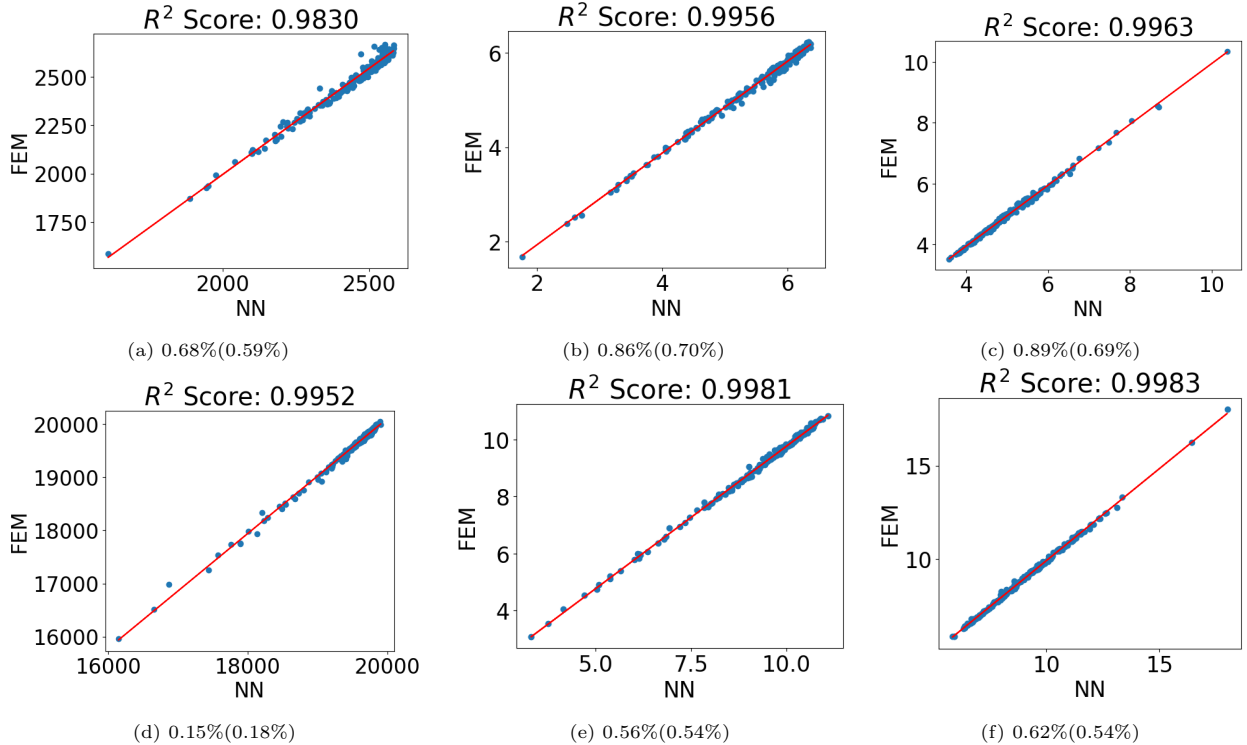 R² Score: 0.9830
2500
2250
2000
1750
FEM
2000
2500
NN
(a) 0.68%(0.59%)
R² Score: 0.9956
6
4
2
FEM
2
4
6
NN
(b) 0.86%(0.70%)
R² Score: 0.9963
10
8
6
4
FEM
4
6
8
10
NN
(c) 0.89%(0.69%)
R² Score: 0.9952
20000
19000
18000
17000
16000
FEM
16000
18000
20000
NN
(d) 0.15%(0.18%)
R² Score: 0.9981
10
8
6
4
FEM
5.0
7.5
10.0
NN
(e) 0.56%(0.54%)
R² Score: 0.9983
15
10
FEM
10
15
NN
(f) 0.62%(0.54%)